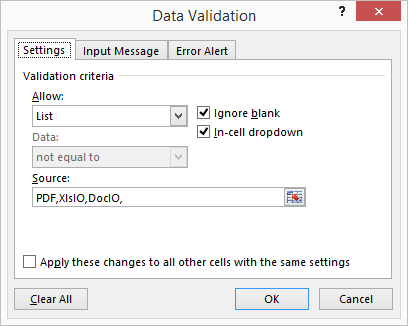 Data Validation
?
Settings
Input Message
Error Alert
Validation criteria
Allow:
List
Ignore blank
In-cell dropdown
Data:
not equal to
Source:
PDF,XlsIO,DocIO,
Apply these changes to all other cells with the same settings
Clear All
OK
Cancel